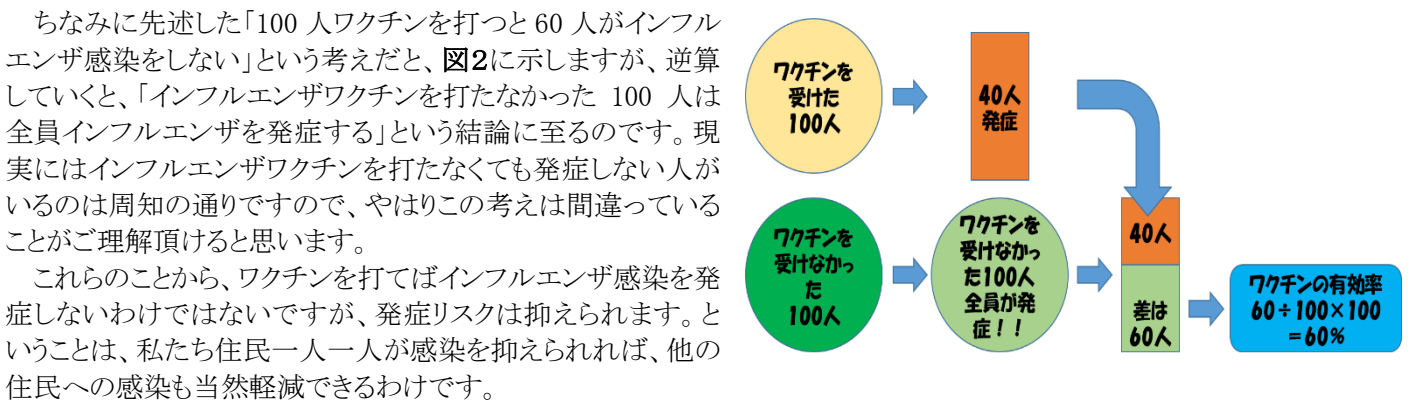 ちなみに先述した「100 人ワクチンを打つと 60 人がインフル
エンザ感染をしない」という考えだと、図2に示しますが、逆算
していくと、「インフルエンザワクチンを打たなかった 100 人は
全員インフルエンザを発症する」という結論に至るのです。現
実にはインフルエンザワクチンを打たなくても発症しない人が
いるのは周知の通りですので、やはりこの考えは間違っている
ことがご理解頂けると思います。
これらのことから、ワクチンを打てばインフルエンザ感染を発
症しないわけではないですが、発症リスクは抑えられます。と
いうことは、私たち住民一人一人が感染を抑えられれば、他の
住民への感染も当然軽減できるわけです。
ワクチンを
受けた
100人
40人
発症
ワクチンを
受けなかっ
た
100人
ワクチンを
受けなかっ
た100人
全員が発
症!!
40人
差は
60人
ワクチンの有効率
60÷100×100
=60%